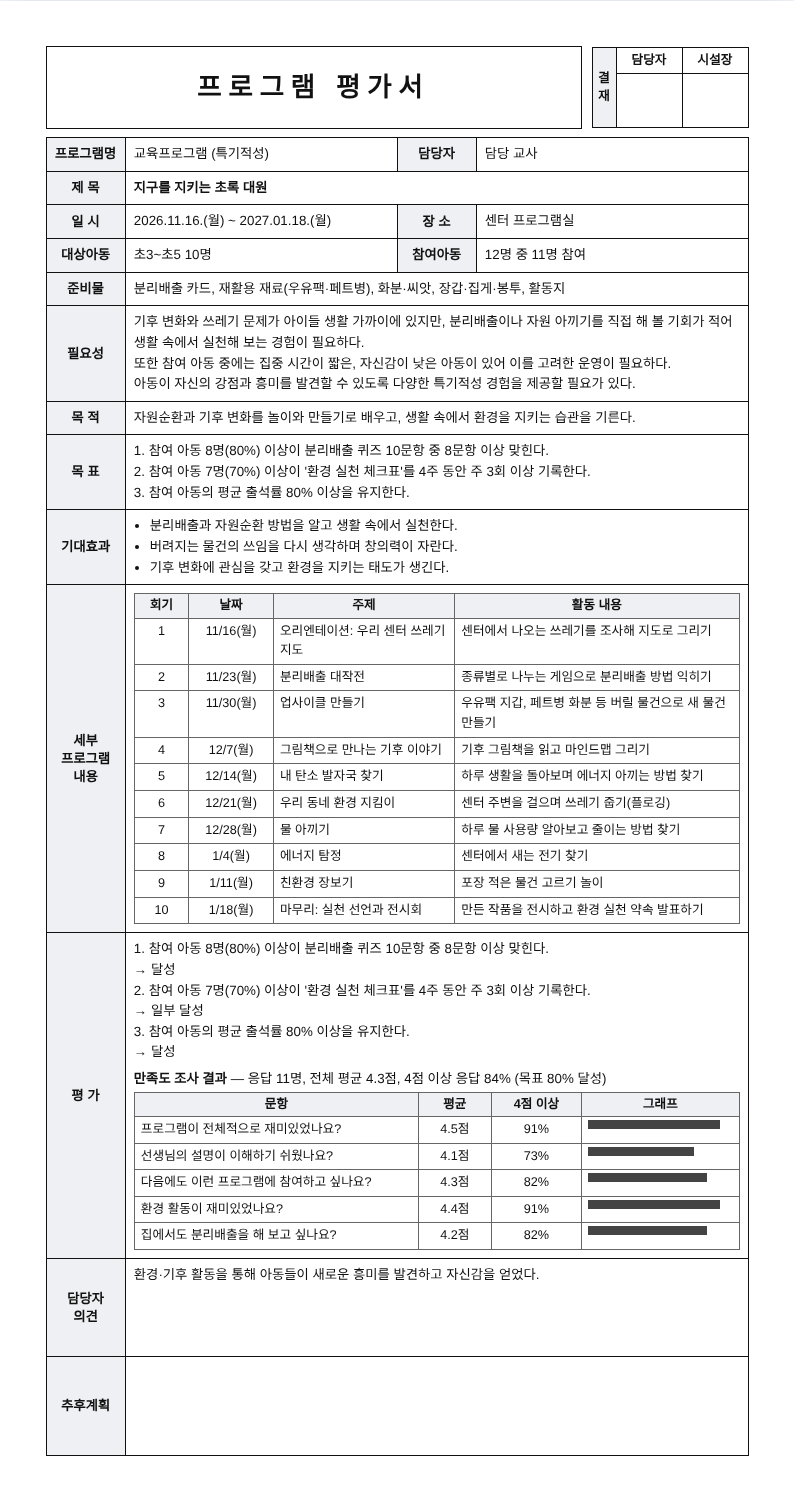 프로그램 평가서
결재
담당자 시설장
프로그램명 교육프로그램 (특기적성) 담당자 담당 교사
제 목 지구를 지키는 초록 대원
일 시 2026.11.16.(월) ~ 2027.01.18.(월) 장 소 센터 프로그램실
대상아동 초3~초5 10명 참여아동 12명 중 11명 참여
준비물 분리배출 카드, 재활용 재료(우유팩·페트병), 화분·씨앗, 장갑·집게·봉투, 활동지
필요성
기후 변화와 쓰레기 문제가 아이들 생활 가까이에 있지만, 분리배출이나 자원 아끼기를 직접 해 볼 기회가 적어
생활 속에서 실천해 보는 경험이 필요하다.
또한 참여 아동 중에는 집중 시간이 짧은, 자신감이 낮은 아동이 있어 이를 고려한 운영이 필요하다.
아동이 자신의 강점과 흥미를 발견할 수 있도록 다양한 특기적성 경험을 제공할 필요가 있다.
목 적 자원순환과 기후 변화를 놀이와 만들기로 배우고, 생활 속에서 환경을 지키는 습관을 기른다.
목 표
1. 참여 아동 8명(80%) 이상이 분리배출 퀴즈 10문항 중 8문항 이상 맞힌다.
2. 참여 아동 7명(70%) 이상이 '환경 실천 체크표'를 4주 동안 주 3회 이상 기록한다.
3. 참여 아동의 평균 출석률 80% 이상을 유지한다.
기대효과
• 분리배출과 자원순환 방법을 알고 생활 속에서 실천한다.
• 버려지는 물건의 쓰임을 다시 생각하며 창의력이 자란다.
• 기후 변화에 관심을 갖고 환경을 지키는 태도가 생긴다.
세부
프로그램
내용
회기 날짜 주제 활동 내용
1 11/16(월) 오리엔테이션: 우리 센터 쓰레기 지도 센터에서 나오는 쓰레기를 조사해 지도로 그리기
2 11/23(월) 분리배출 대작전 종류별로 나누는 게임으로 분리배출 방법 익히기
3 11/30(월) 업사이클 만들기 우유팩 지갑, 페트병 화분 등 버릴 물건으로 새 물건 만들기
4 12/7(월) 그림책으로 만나는 기후 이야기 기후 그림책을 읽고 마인드맵 그리기
5 12/14(월) 내 탄소 발자국 찾기 하루 생활을 돌아보며 에너지 아끼는 방법 찾기
6 12/21(월) 우리 동네 환경 지킴이 센터 주변을 걸으며 쓰레기 줍기(플로깅)
7 12/28(월) 물 아끼기 하루 물 사용량 알아보고 줄이는 방법 찾기
8 1/4(월) 에너지 탐정 센터에서 새는 전기 찾기
9 1/11(월) 친환경 장보기 포장 적은 물건 고르기 놀이
10 1/18(월) 마무리: 실천 선언과 전시회 만든 작품을 전시하고 환경 실천 약속 발표하기
평 가
1. 참여 아동 8명(80%) 이상이 분리배출 퀴즈 10문항 중 8문항 이상 맞힌다.
→ 달성
2. 참여 아동 7명(70%) 이상이 '환경 실천 체크표'를 4주 동안 주 3회 이상 기록한다.
→ 일부 달성
3. 참여 아동의 평균 출석률 80% 이상을 유지한다.
→ 달성
만족도 조사 결과 — 응답 11명, 전체 평균 4.3점, 4점 이상 응답 84% (목표 80% 달성)
문항 평균 4점 이상 그래프
프로그램이 전체적으로 재미있었나요? 4.5점 91%
선생님의 설명이 이해하기 쉬웠나요? 4.1점 73%
다음에도 이런 프로그램에 참여하고 싶나요? 4.3점 82%
환경 활동이 재미있었나요? 4.4점 91%
집에서도 분리배출을 해 보고 싶나요? 4.2점 82%
담당자
의견
환경·기후 활동을 통해 아동들이 새로운 흥미를 발견하고 자신감을 얻었다.
추후계획